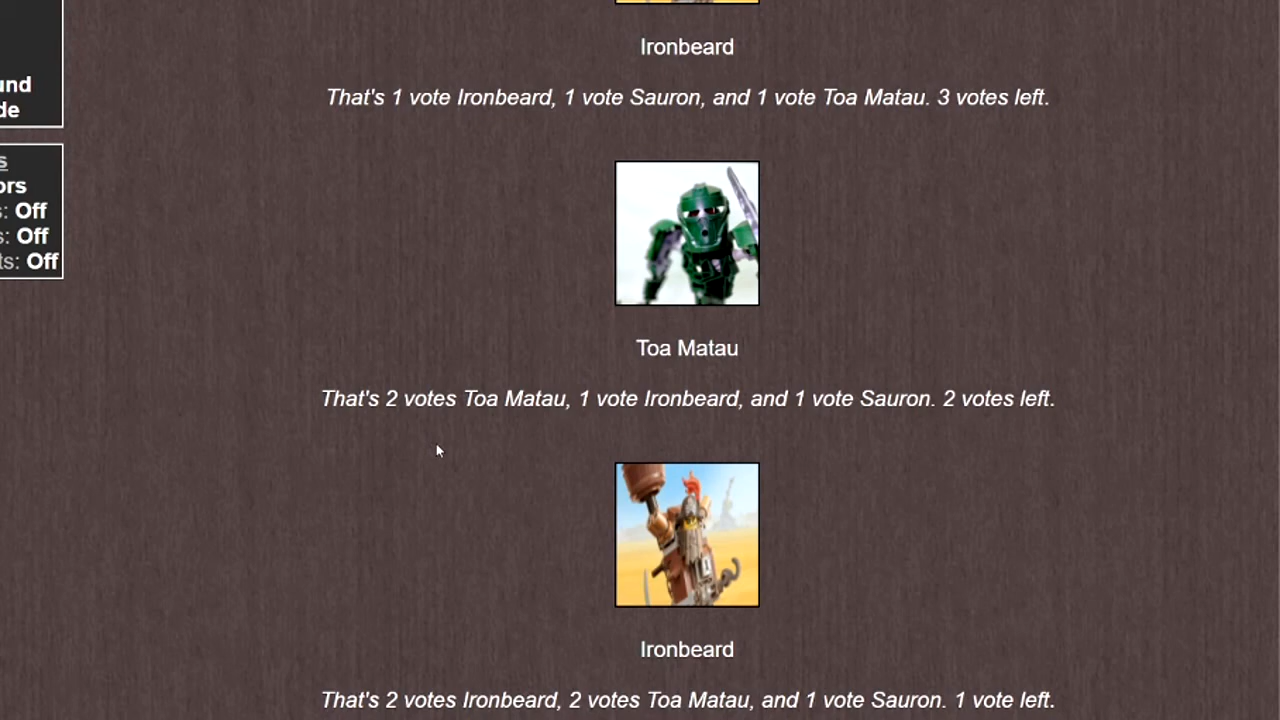 Ironbeard
und
de
That's 1 vote Ironbeard, 1 vote Sauron, and 1 vote Toa Matau. 3 votes left.
s
ors
s: Off
s: Off
ts: Off
Toa Matau
That's 2 votes Toa Matau, 1 vote Ironbeard, and 1 vote Sauron. 2 votes left.
Ironbeard
That's 2 votes Ironbeard, 2 votes Toa Matau, and 1 vote Sauron. 1 vote left.